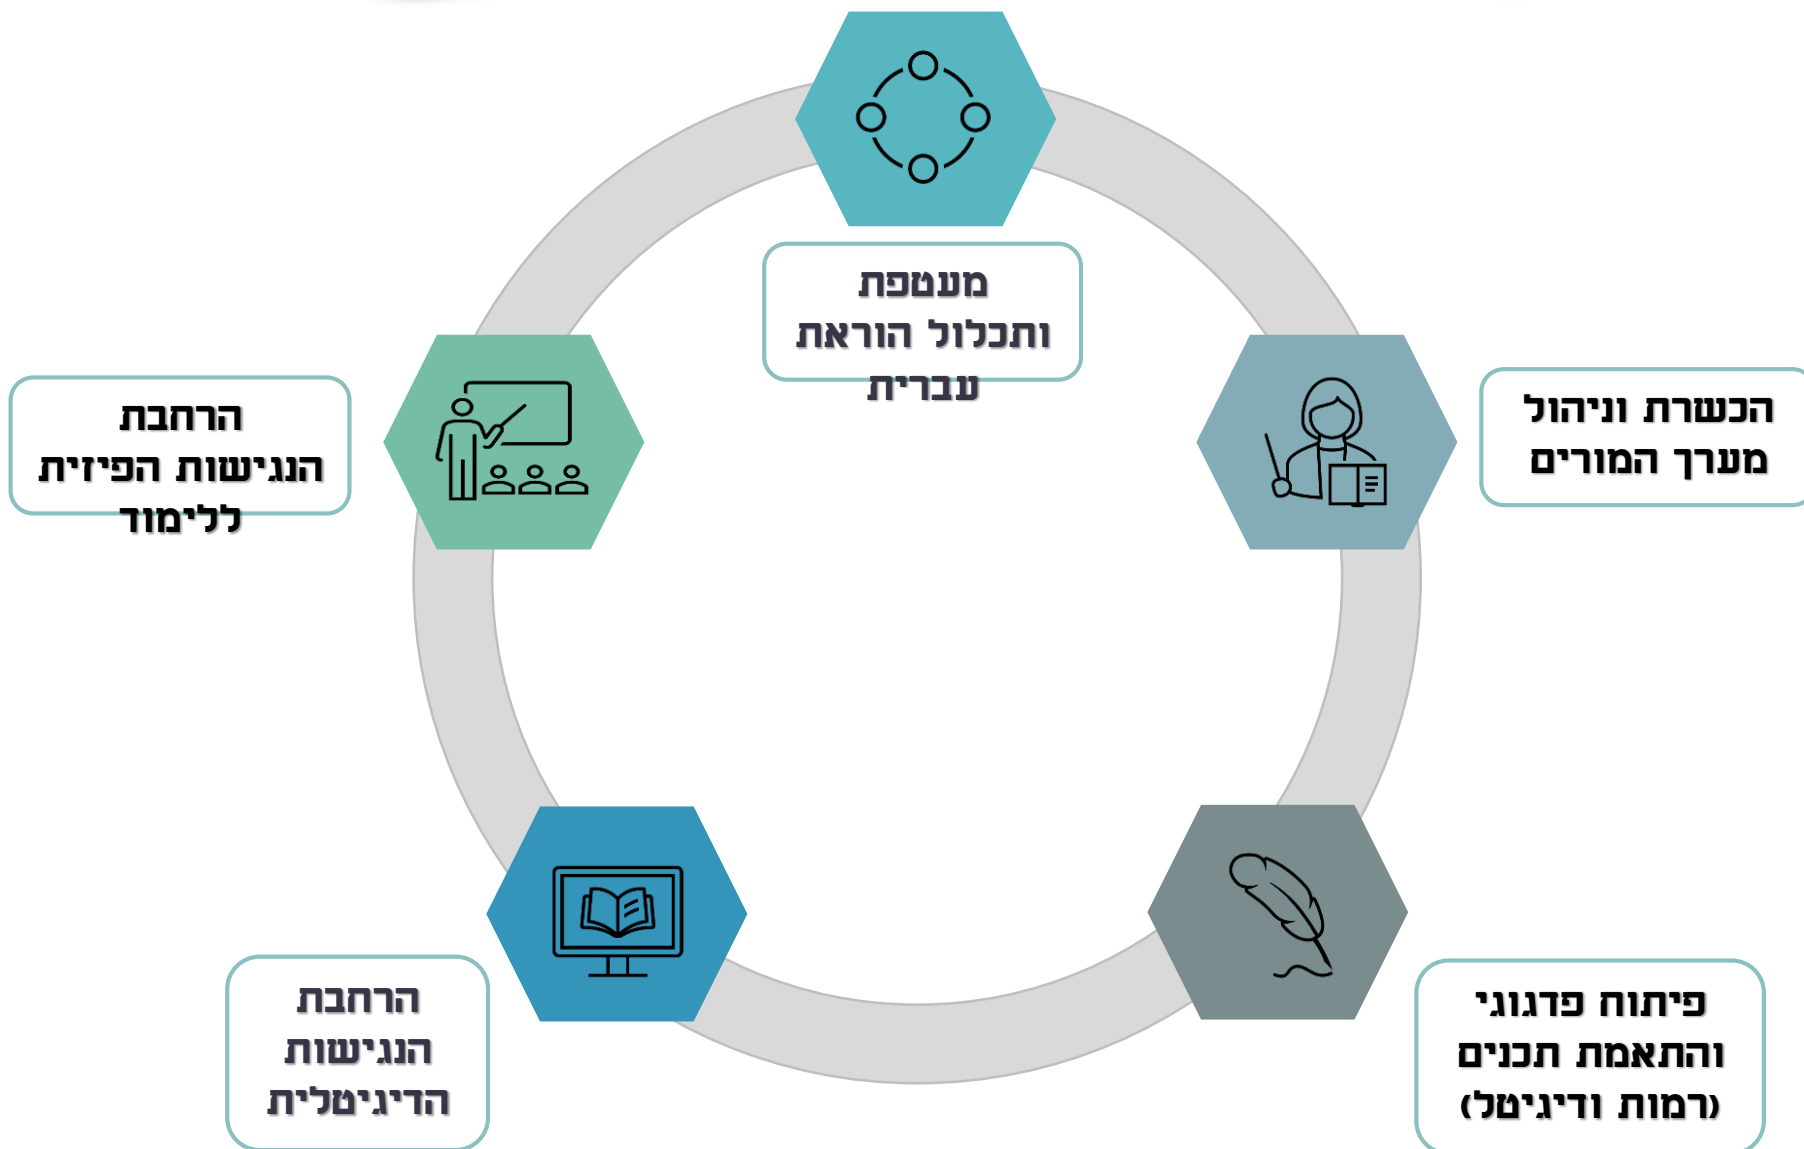 מעטפת
ותכלול הוראת
עברית
הכשרת וניהול
מערך המורים
פיתוח פדגוגי
והתאמת תכנים
(רמות ודיגיטל)
הרחבת
הנגישות
הדיגיטלית
הרחבת
הנגישות הפיזית
ללימוד